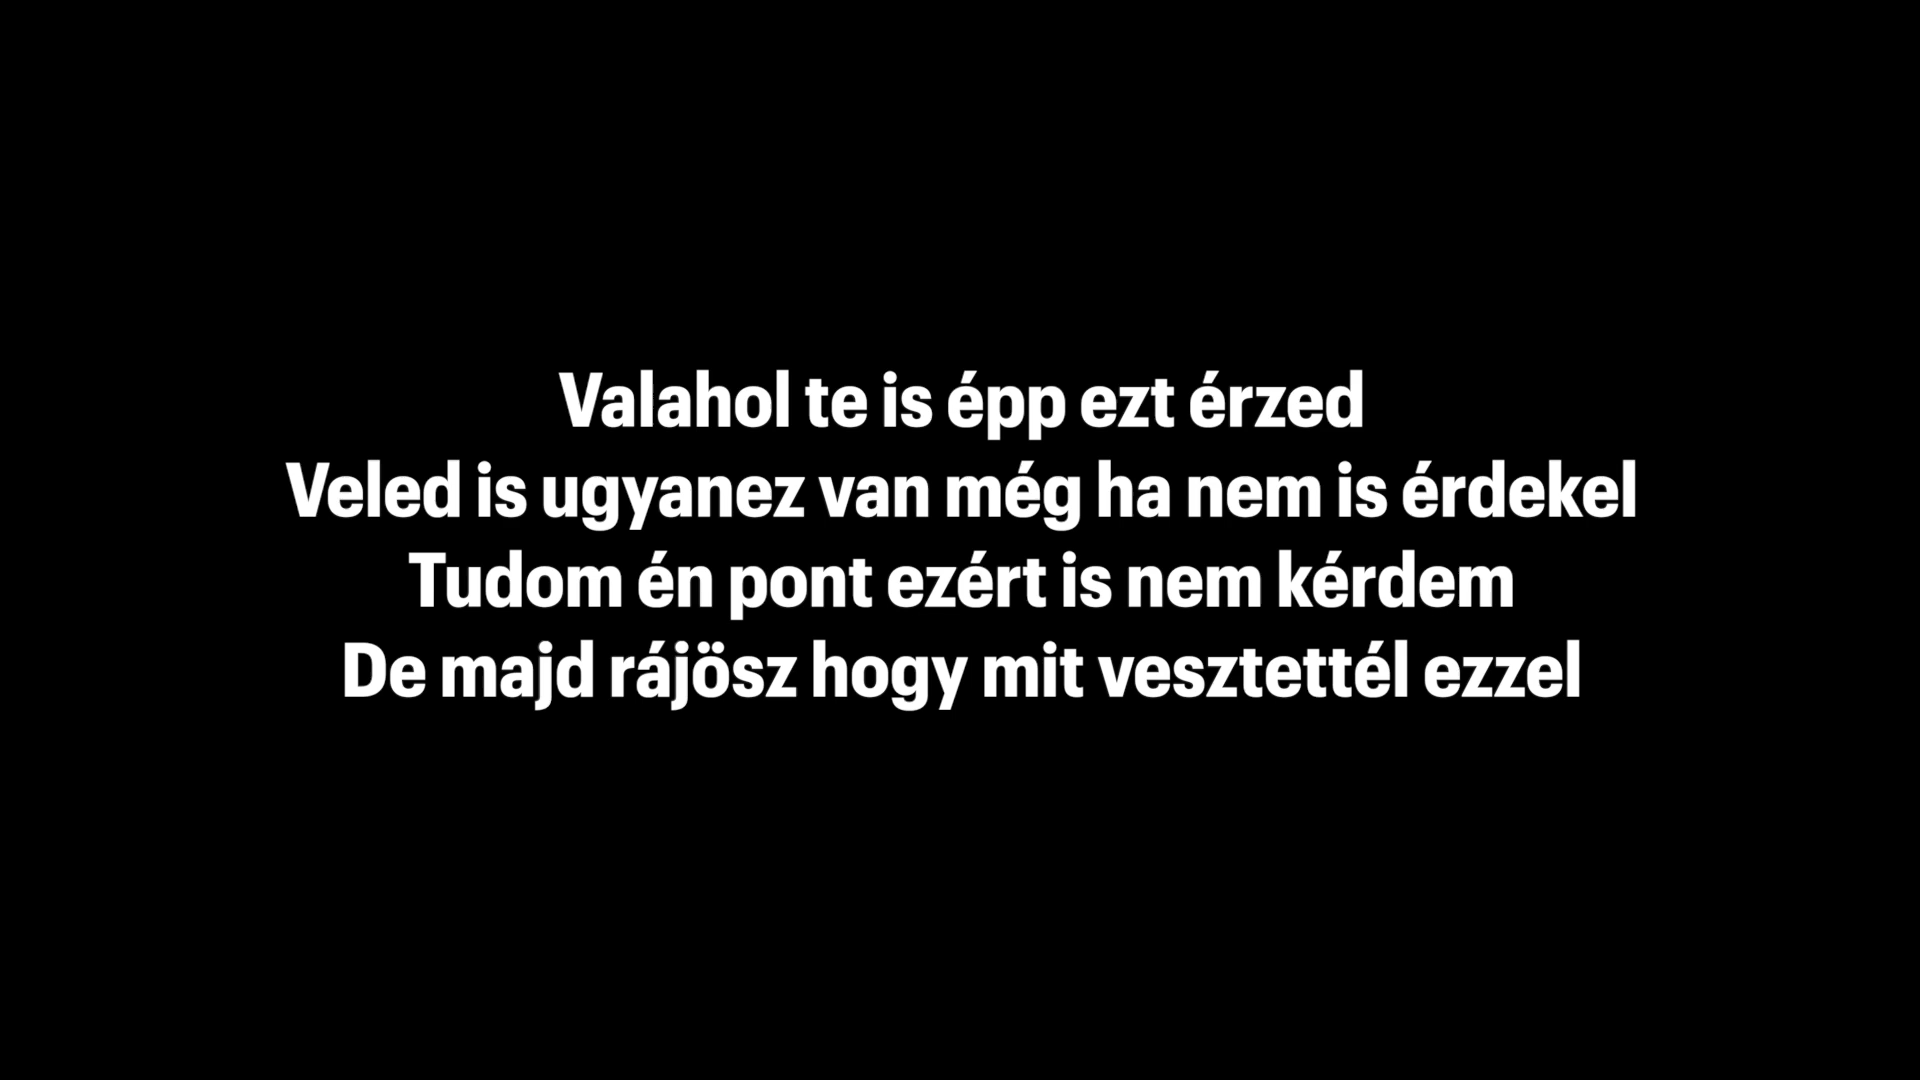 Valahol te is épp ezt érzed
Veled is ugyanez van még ha nem is érdekel
Tudom én pont ezért is nem kérdem
De majd rájösz hogy mit vesztettél ezzel